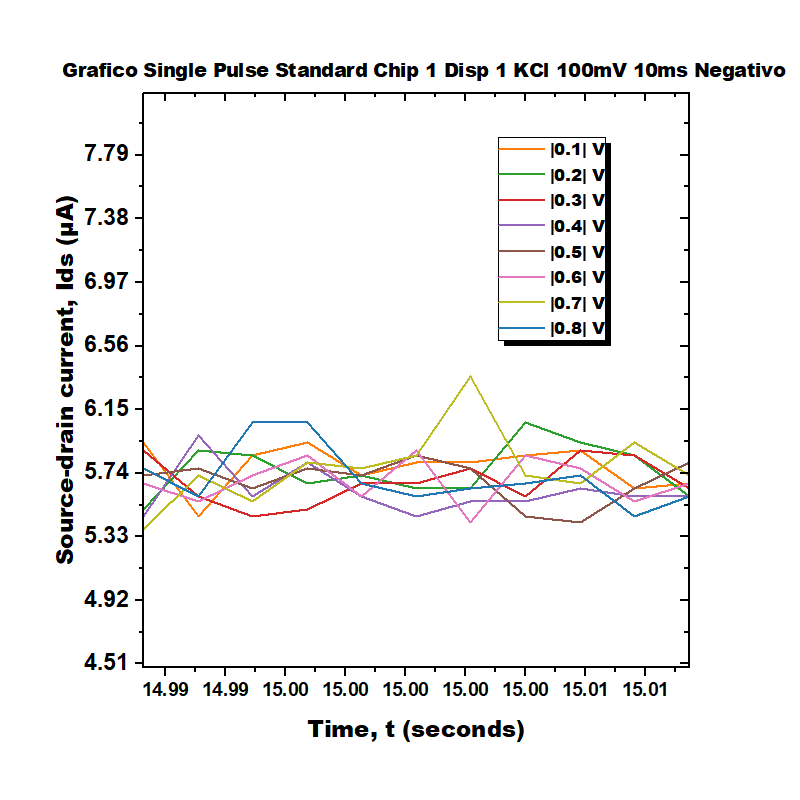 Grafico Single Pulse Standard Chip 1 Disp 1 KCl 100mV 10ms Negativo
|0.1| V
|0.2| V
|0.3| V
|0.4| V
|0.5| V
|0.6| V
|0.7| V
|0.8| V
Source-drain current, Ids (µA)
7.79
7.38
6.97
6.56
6.15
5.74
5.33
4.92
4.51
14.99 14.99 15.00 15.00 15.00 15.00 15.00 15.01 15.01
Time, t (seconds)